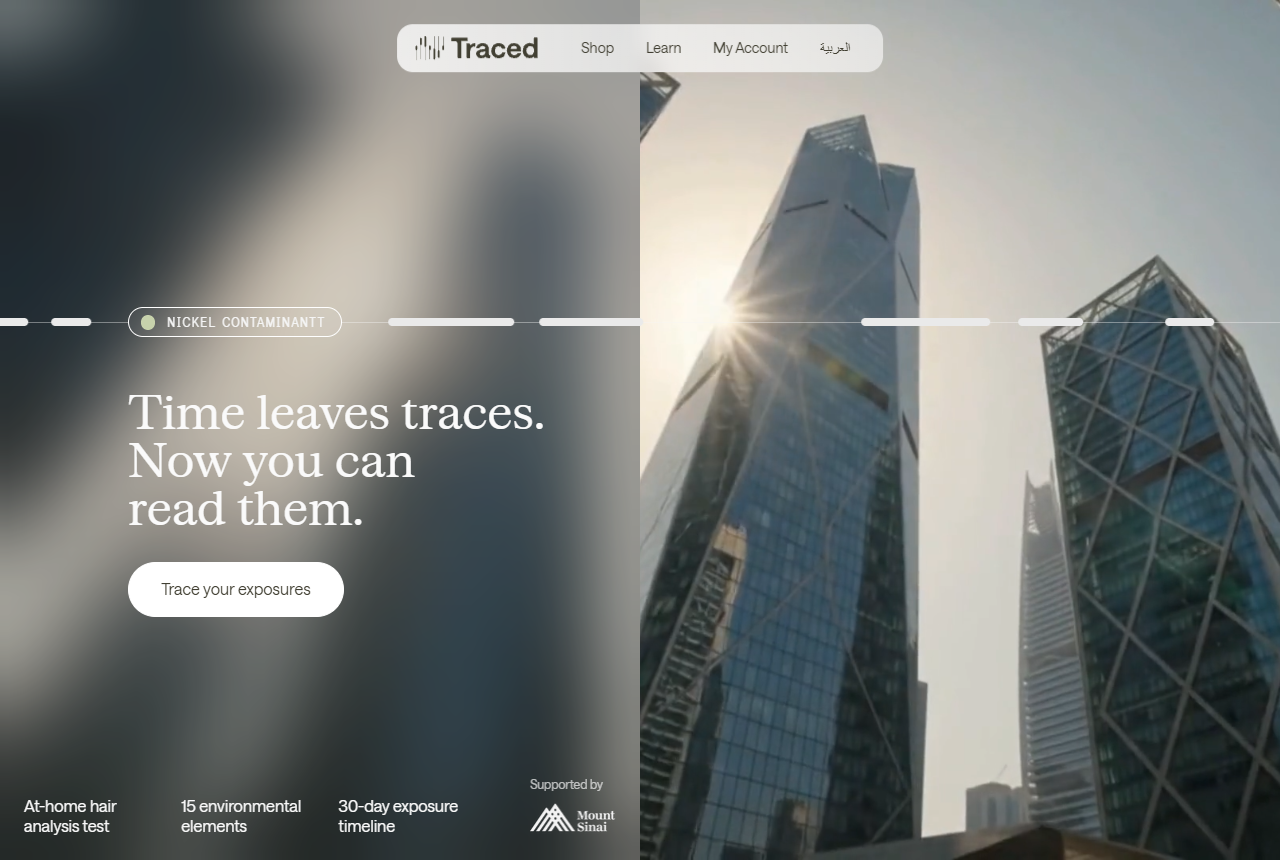 Traced
Shop
Learn
My Account
العربية
NICKEL CONTAMINANTT
Time leaves traces.
Now you can
read them.
Trace your exposures
At-home hair
analysis test
15 environmental
elements
30-day exposure
timeline
Supported by
Mount
Sinai